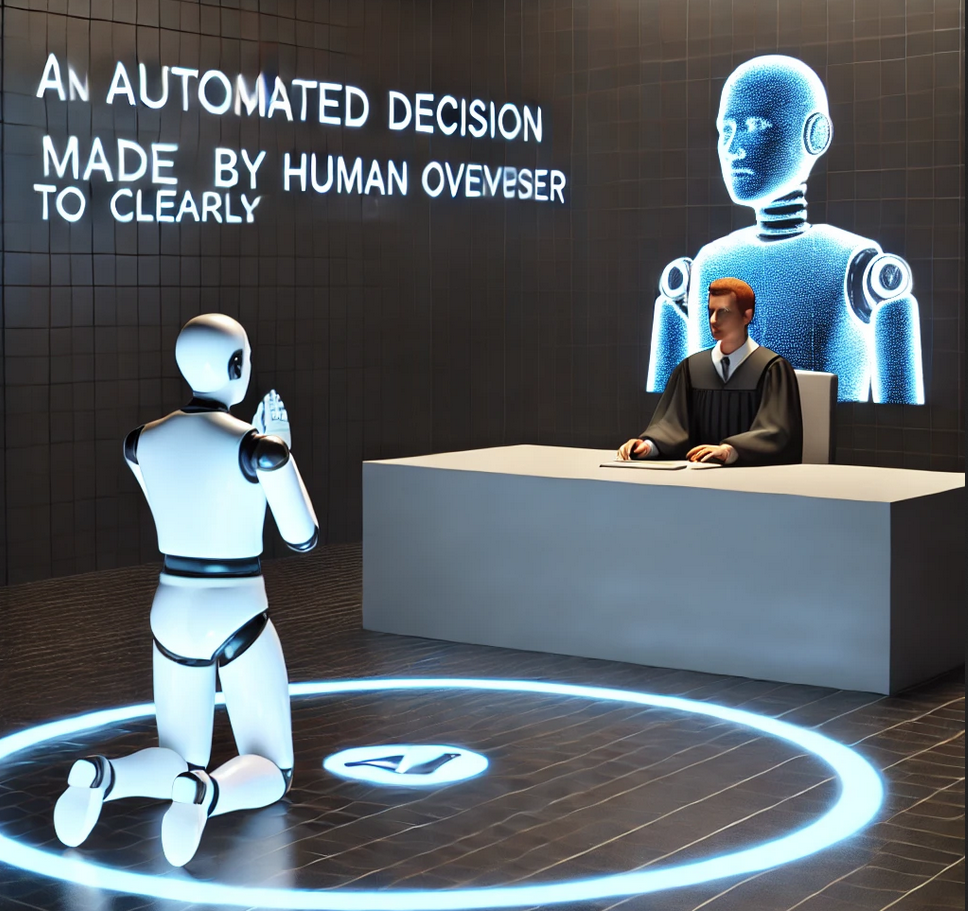 AN AUTOMATED DECISION
MADE BY HUMAN OVEVESER
TO CLEARLY